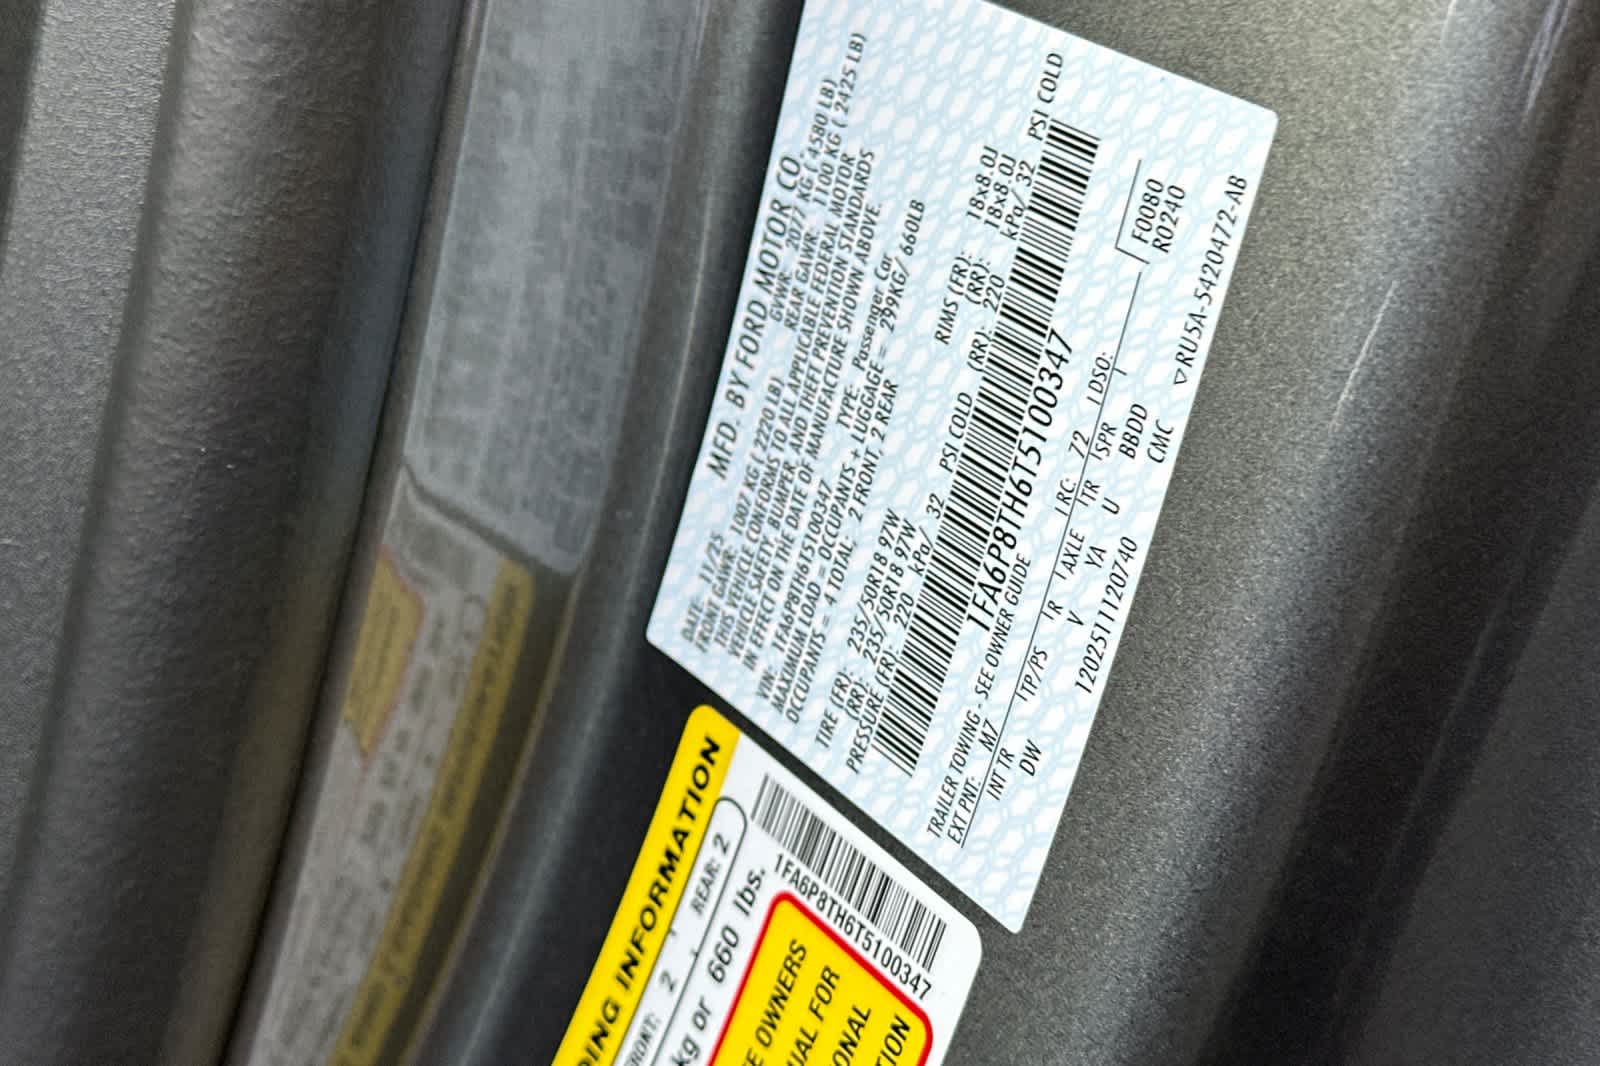 MFD. BY FORD MOTOR CO.
DATE: 11/25 GVWR: 2077 KG ( 4580 LB)
FRONT GAWR: 1007 KG ( 2220 LB) REAR GAWR: 1100 KG ( 2425 LB)
THIS VEHICLE CONFORMS TO ALL APPLICABLE FEDERAL MOTOR
VEHICLE SAFETY, BUMPER, AND THEFT PREVENTION STANDARDS
IN EFFECT ON THE DATE OF MANUFACTURE SHOWN ABOVE.
VIN: 1FA6P8TH6T5100347 TYPE: Passenger Car
MAXIMUM LOAD = OCCUPANTS + LUGGAGE = 299KG/ 660LB
OCCUPANTS = 4 TOTAL: 2 FRONT, 2 REAR
TIRE (FR): 235/50R18 97W RIMS (FR): 18x8.0J
(RR): 235/50R18 97W (RR): 18x8.0J
PRESSURE (FR): 220 kPa/ 32 PSI COLD (RR): 220 kPa/ 32 PSI COLD
1FA6P8TH6T5100347
TRAILER TOWING - SEE OWNER GUIDE
EXT PNT: M7 RC: 72 DSO:
F0080
R0240
INT TR TP/PS R AXLE TR SPR
DW V YA U BBDD
CMC
12025111120740 ▽RU5A-5420472-AB
DING INFORMATION
FRONT: 2 REAR: 2
kg or 660 lbs.
1FA6P8TH6T5100347
OWNERS
FOR